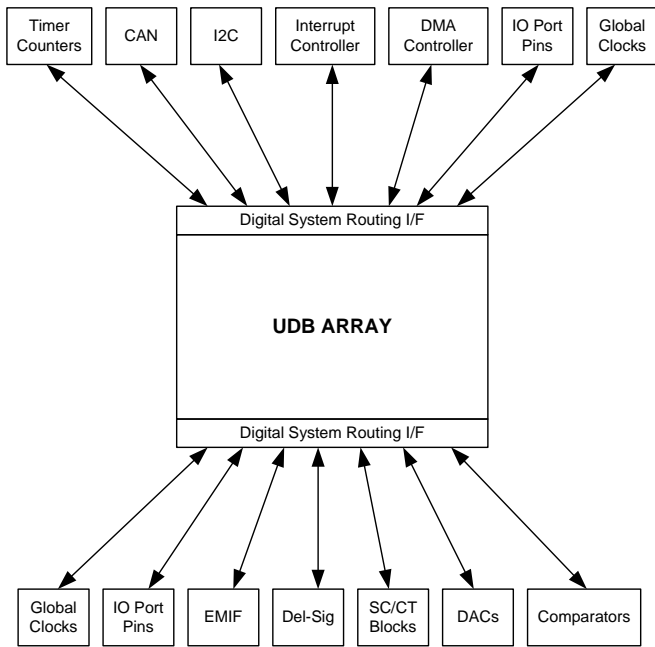 Timer
Counters
CAN
I2C
Interrupt
Controller
DMA
Controller
IO Port
Pins
Global
Clocks
Digital System Routing I/F
UDB ARRAY
Digital System Routing I/F
Global
Clocks
IO Port
Pins
EMIF
Del-Sig
SC/CT
Blocks
DACs
Comparators